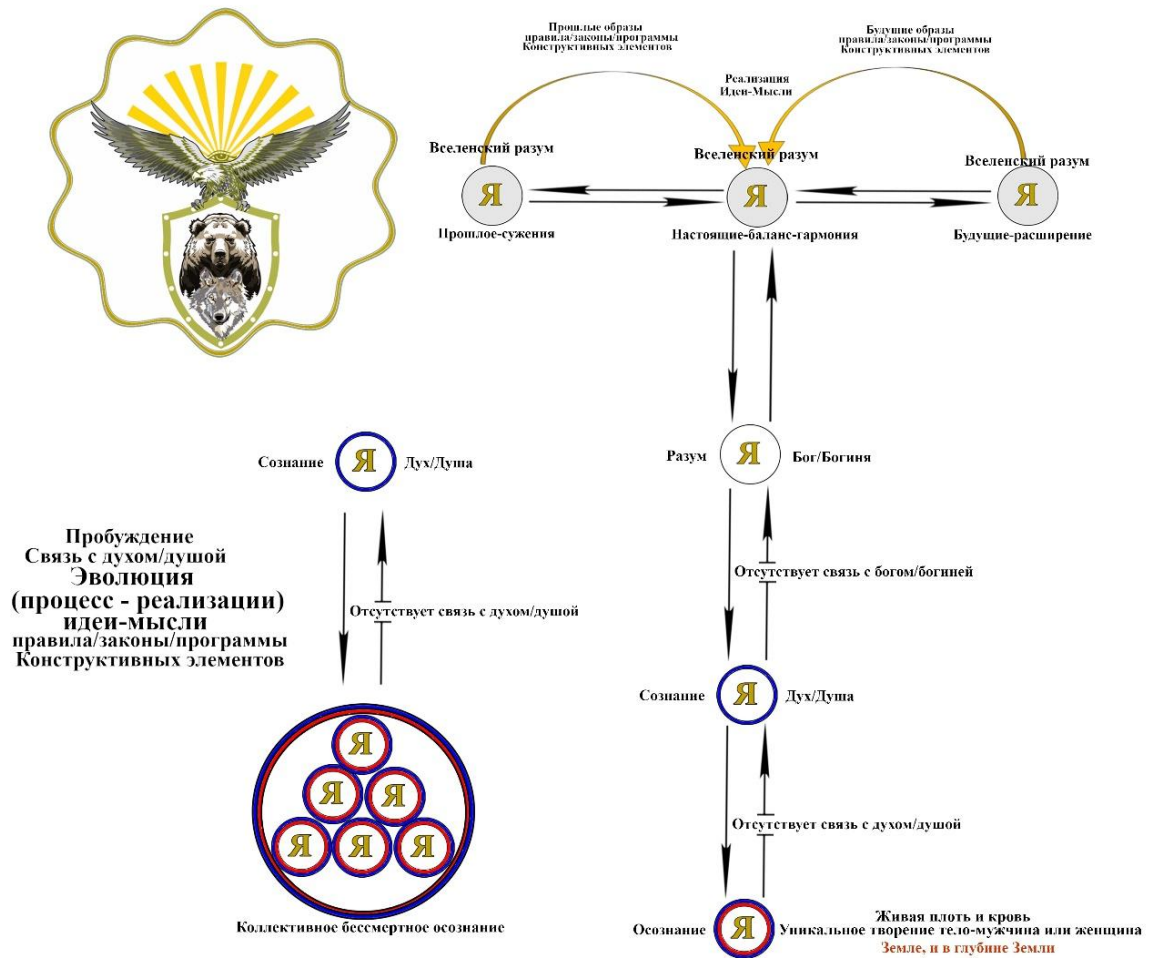 Прошлые образы
правила/законы/программы
Конструктивных элементов
Будущие образы
правила/законы/программы
Конструктивных элементов
Реализация
Идеи-Мысли
Вселенский разум
Вселенский разум
Вселенский разум
Я
Я
Я
Прошлое-сужения
Настоящие-баланс-гармония
Будущие-расширение
Разум
Я
Бог/Богиня
Сознание
Я
Дух/Душа
Пробуждение
Связь с духом/душой
Эволюция
(процесс - реализации)
идеи-мысли
правила/законы/программы
Конструктивных элементов
Отсутствует связь с духом/душой
Отсутствует связь с богом/богиней
Сознание
Я
Дух/Душа
Я
Я Я
Я Я Я
Коллективное бессмертное осознание
Отсутствует связь с духом/душой
Осознание
Я
Живая плоть и кровь
Уникальное творение тело-мужчина или женщина
Земле, и в глубине Земли